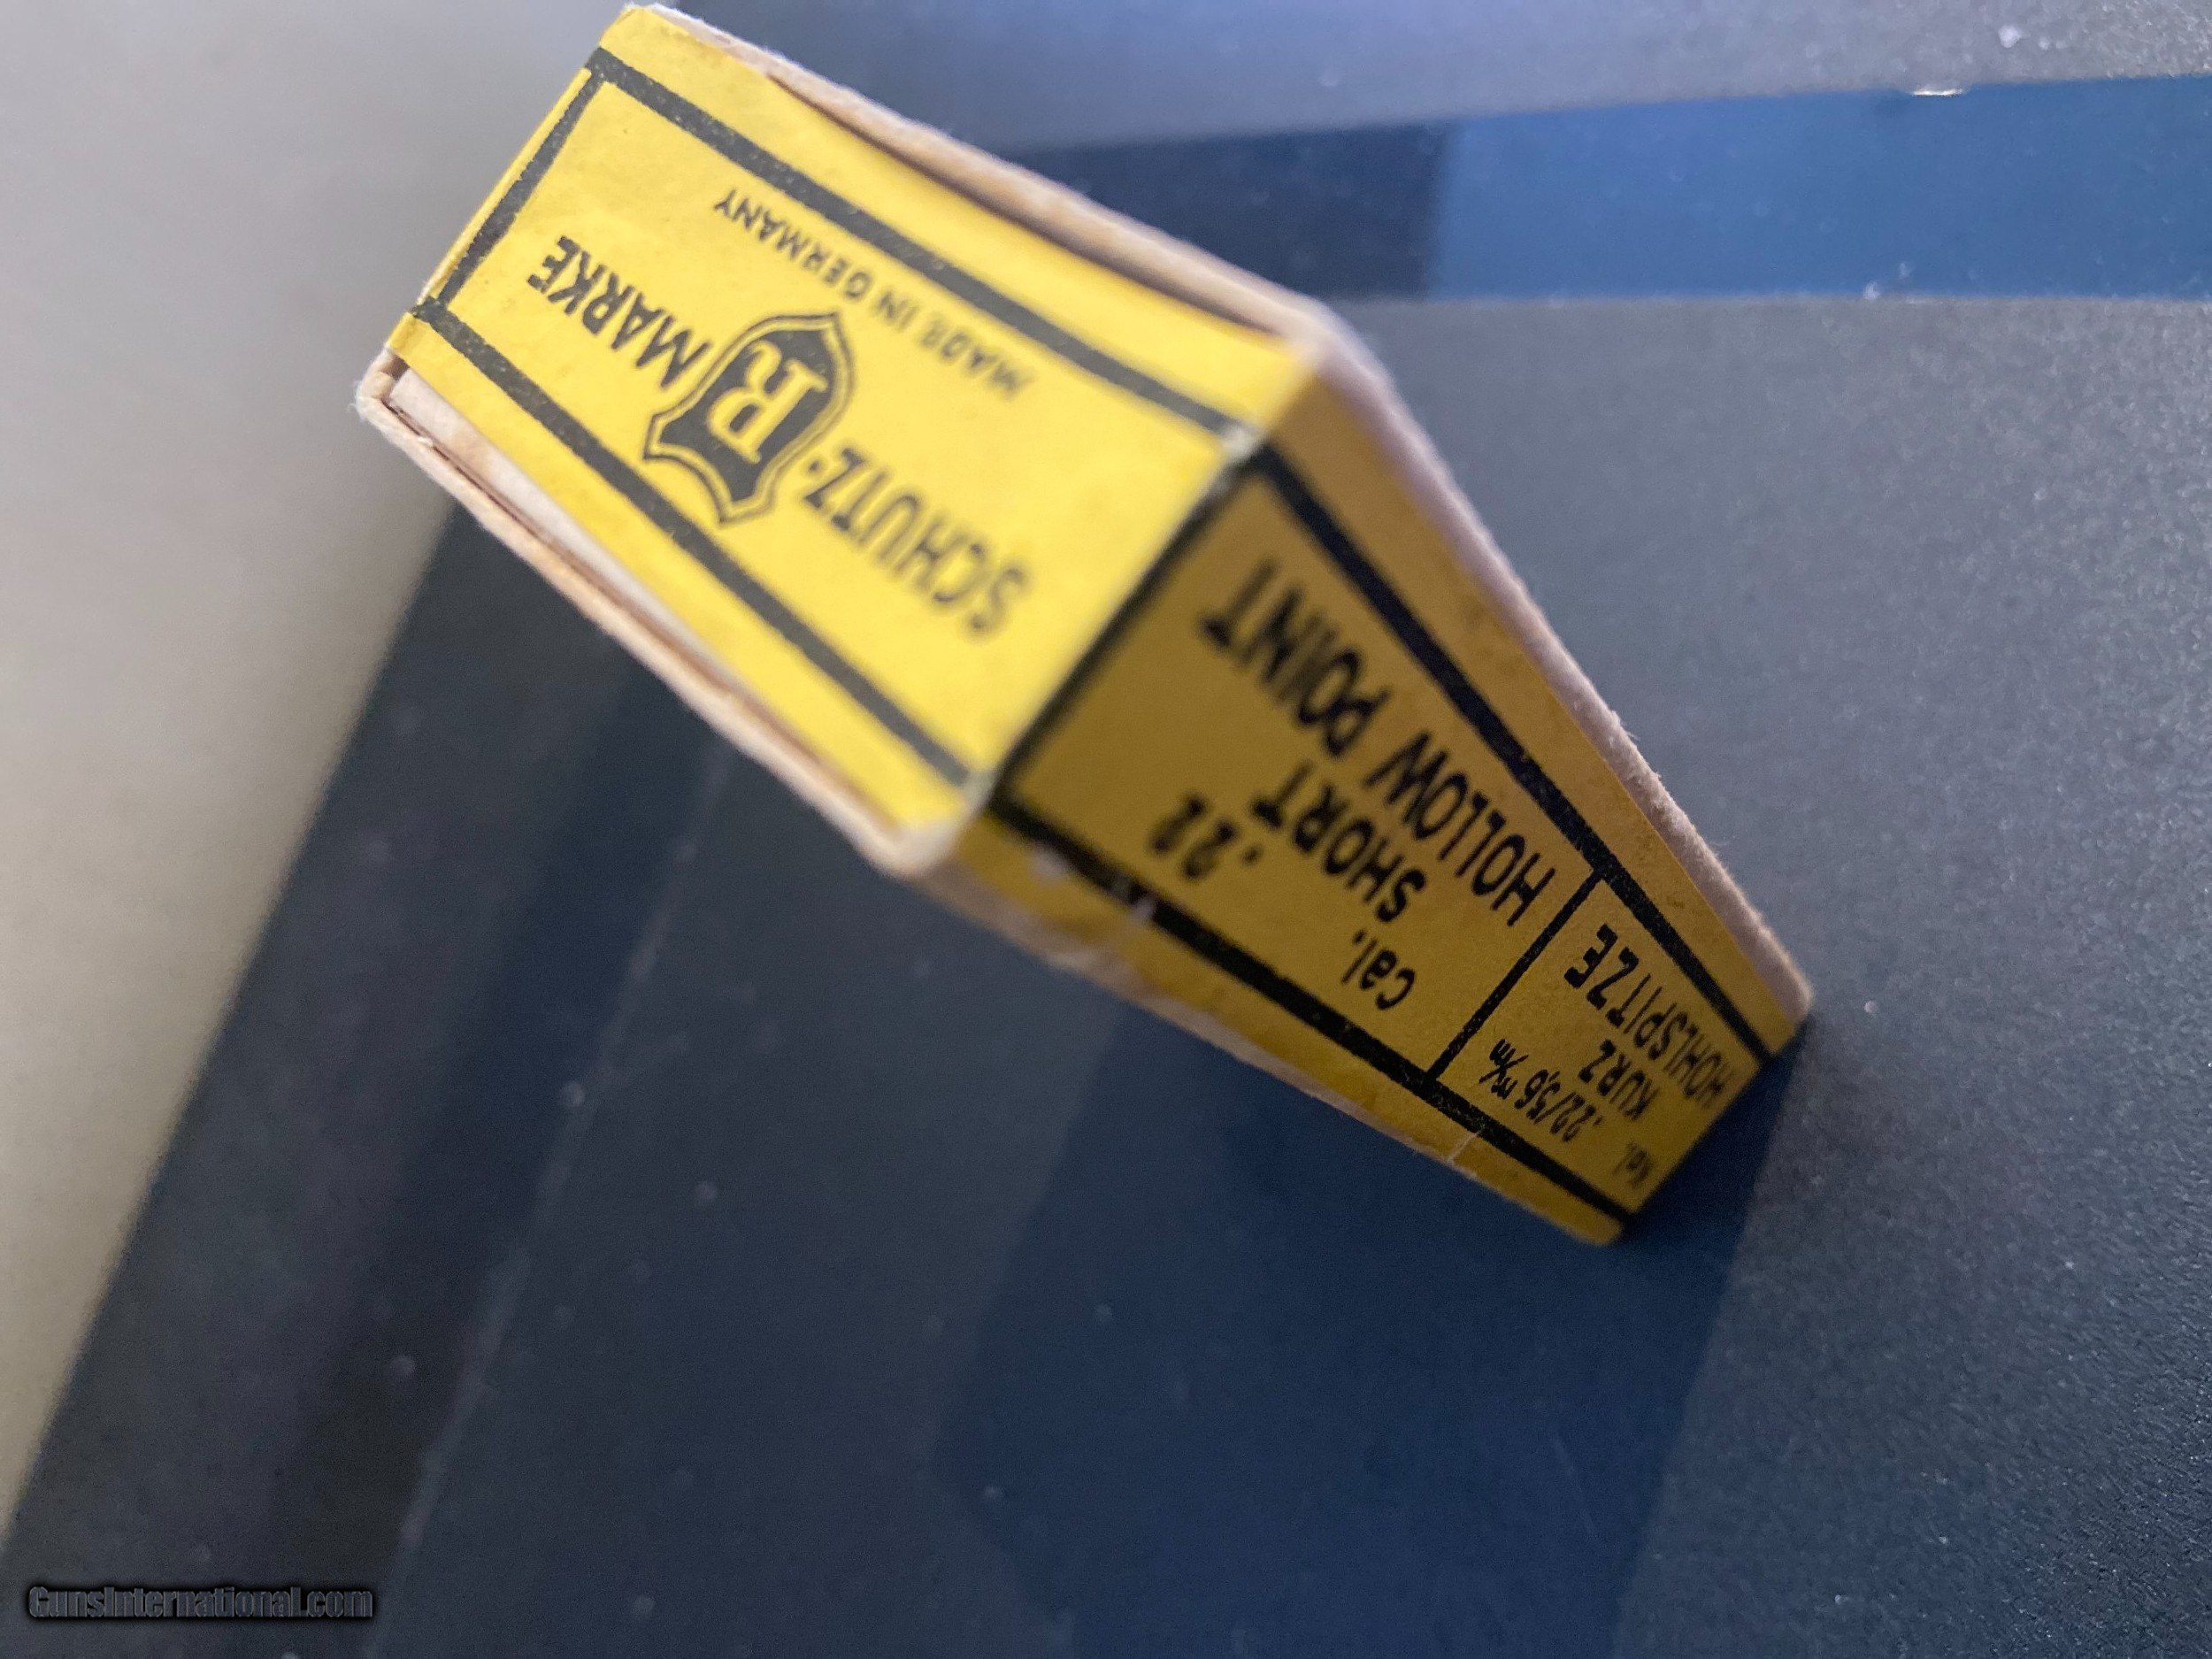 SCHUTZ- R MARKE
MADE IN GERMANY
cal. .22
SHORT
HOLLOW POINT
Kal. .22/5,6 m/m
KURZ
HOHLSPITZE
GunsInternational.com